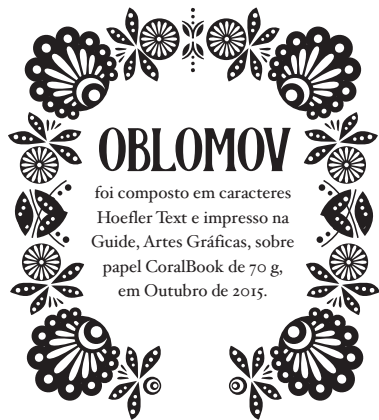 OBLOMOV
foi composto em caracteres
Hoefler Text e impresso na
Guide, Artes Gráficas, sobre
papel CoralBook de 70 g,
em Outubro de 2015.